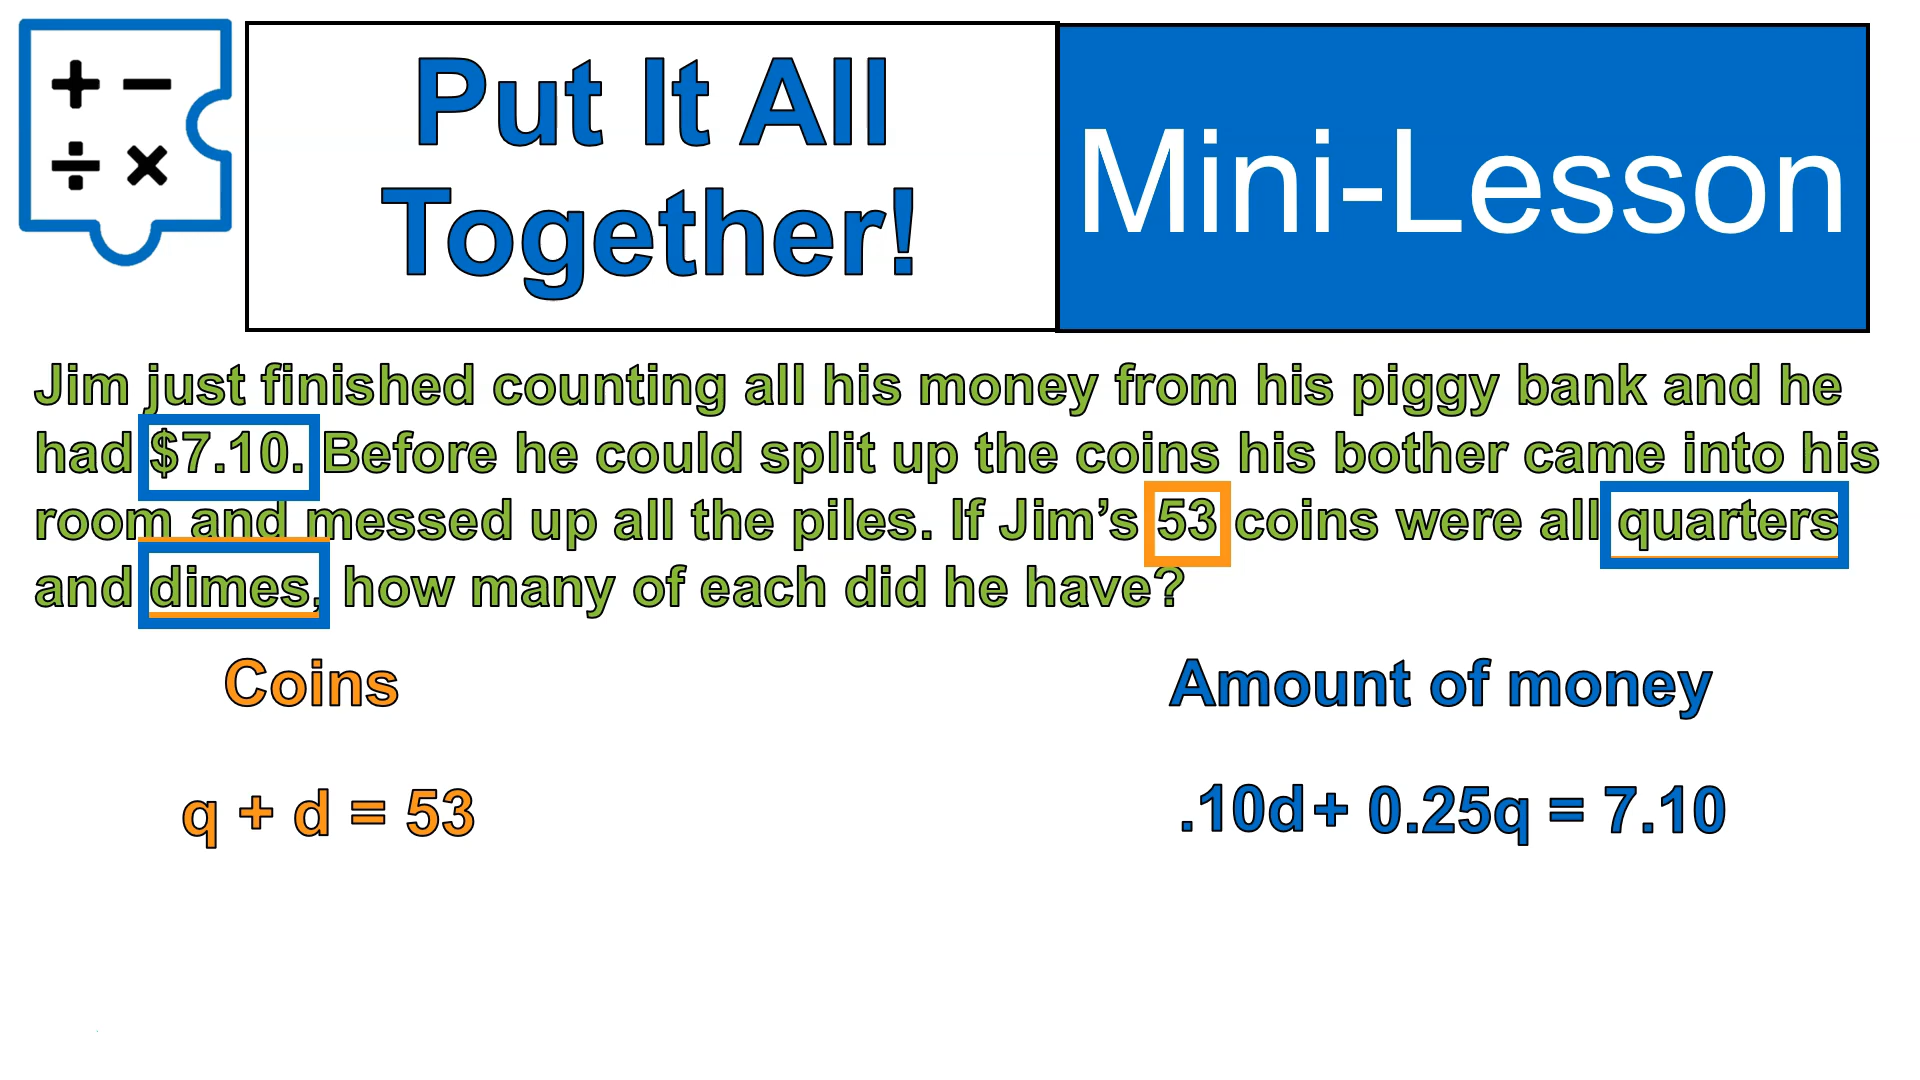 + −
÷ ×
Put It All
Together!
Mini-Lesson
Jim just finished counting all his money from his piggy bank and he
had $7.10. Before he could split up the coins his bother came into his
room and messed up all the piles. If Jim’s 53 coins were all quarters
and dimes, how many of each did he have?
Coins
Amount of money
q + d = 53
.10d + 0.25q = 7.10